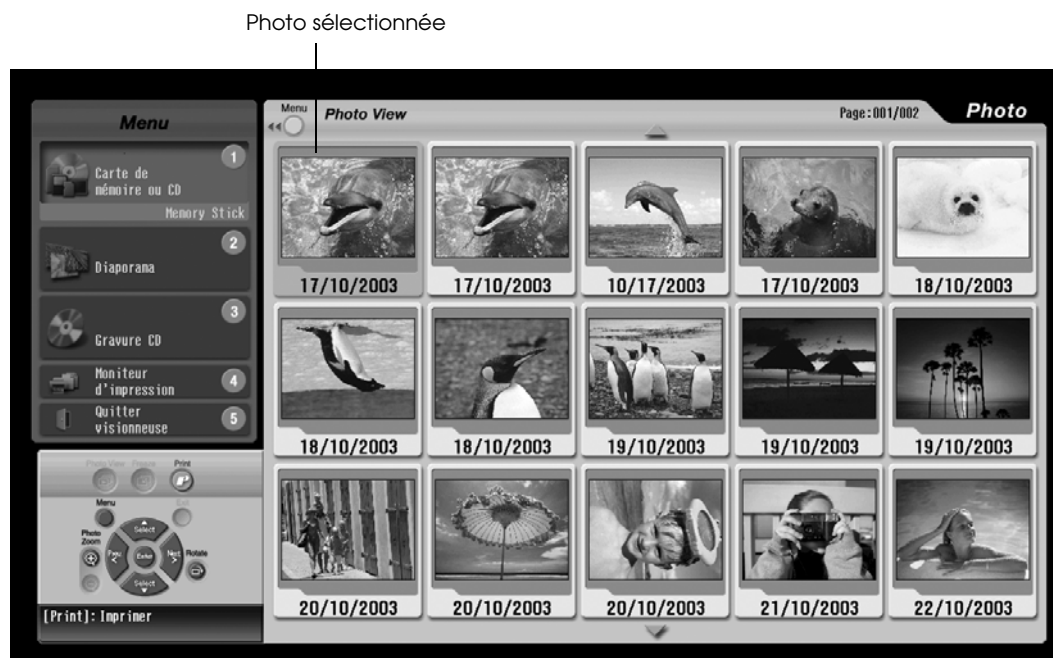 Photo sélectionnée
Menu
1
Carte de
mémoire ou CD
Memory Stick
2
Diaporama
3
Gravure CD
Moniteur
d'impression
4
Quitter
visionneuse
5
Photo View Freeze Print
Menu
Exit
Photo
Zoom
Select
Prev.
<
Enter
Next
>
Rotate
Select
[Print]: Imprimer
Menu
Photo View
Page:001/002
Photo
17/10/2003 17/10/2003 10/17/2003 17/10/2003 18/10/2003
18/10/2003 18/10/2003 19/10/2003 19/10/2003 19/10/2003
20/10/2003 20/10/2003 20/10/2003 21/10/2003 22/10/2003